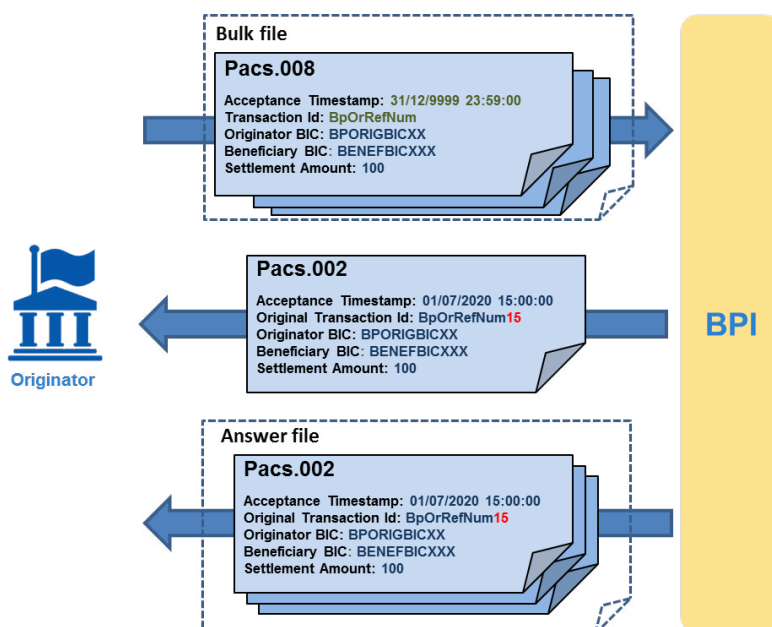 Bulk file
Pacs.008
Acceptance Timestamp: 31/12/9999 23:59:00
Transaction Id: BpOrRefNum
Originator BIC: BPORIGBICXX
Beneficiary BIC: BENEFBICXXX
Settlement Amount: 100
Pacs.002
Acceptance Timestamp: 01/07/2020 15:00:00
Original Transaction Id: BpOrRefNum15
Originator BIC: BPORIGBICXX
Beneficiary BIC: BENEFBICXXX
Settlement Amount: 100
Originator
BPI
Answer file
Pacs.002
Acceptance Timestamp: 01/07/2020 15:00:00
Original Transaction Id: BpOrRefNum15
Originator BIC: BPORIGBICXX
Beneficiary BIC: BENEFBICXXX
Settlement Amount: 100